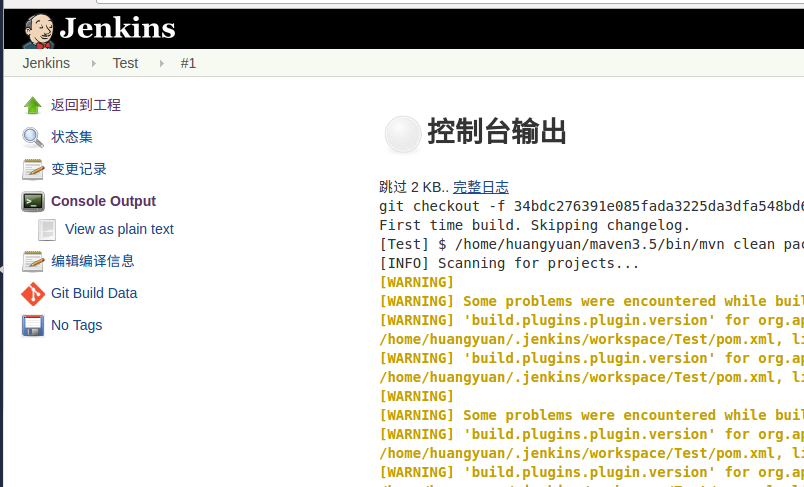 Jenkins
Jenkins Test #1
返回到工程
状态集
变更记录
Console Output
View as plain text
编辑编译信息
Git Build Data
No Tags
控制台输出
跳过 2 KB.. 完整日志
git checkout -f 34bdc276391e085fada3225da3dfa548bd6
First time build. Skipping changelog.
[Test] $ /home/huangyuan/maven3.5/bin/mvn clean pac
[INFO] Scanning for projects...
[WARNING]
[WARNING] Some problems were encountered while buil
[WARNING] 'build.plugins.plugin.version' for org.ap
/home/huangyuan/.jenkins/workspace/Test/pom.xml, li
[WARNING] 'build.plugins.plugin.version' for org.ap
/home/huangyuan/.jenkins/workspace/Test/pom.xml, li
[WARNING]
[WARNING] Some problems were encountered while buil
[WARNING] 'build.plugins.plugin.version' for org.ap
/home/huangyuan/.jenkins/workspace/Test/pom.xml, li
[WARNING] 'build.plugins.plugin.version' for org.ap